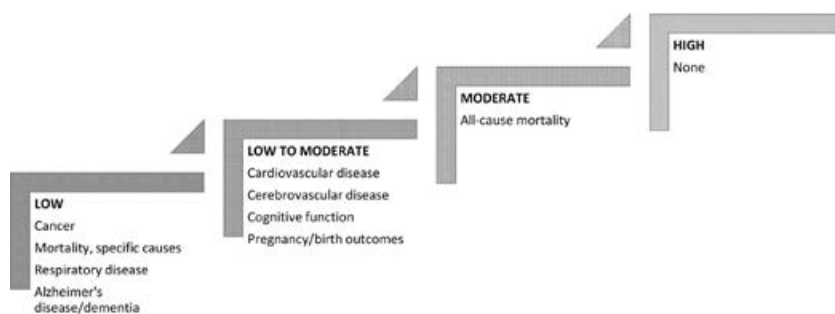 HIGH
None
MODERATE
All-cause mortality
LOW TO MODERATE
Cardiovascular disease
Cerebrovascular disease
Cognitive function
Pregnancy/birth outcomes
LOW
Cancer
Mortality, specific causes
Respiratory disease
Alzheimer's
disease/dementia